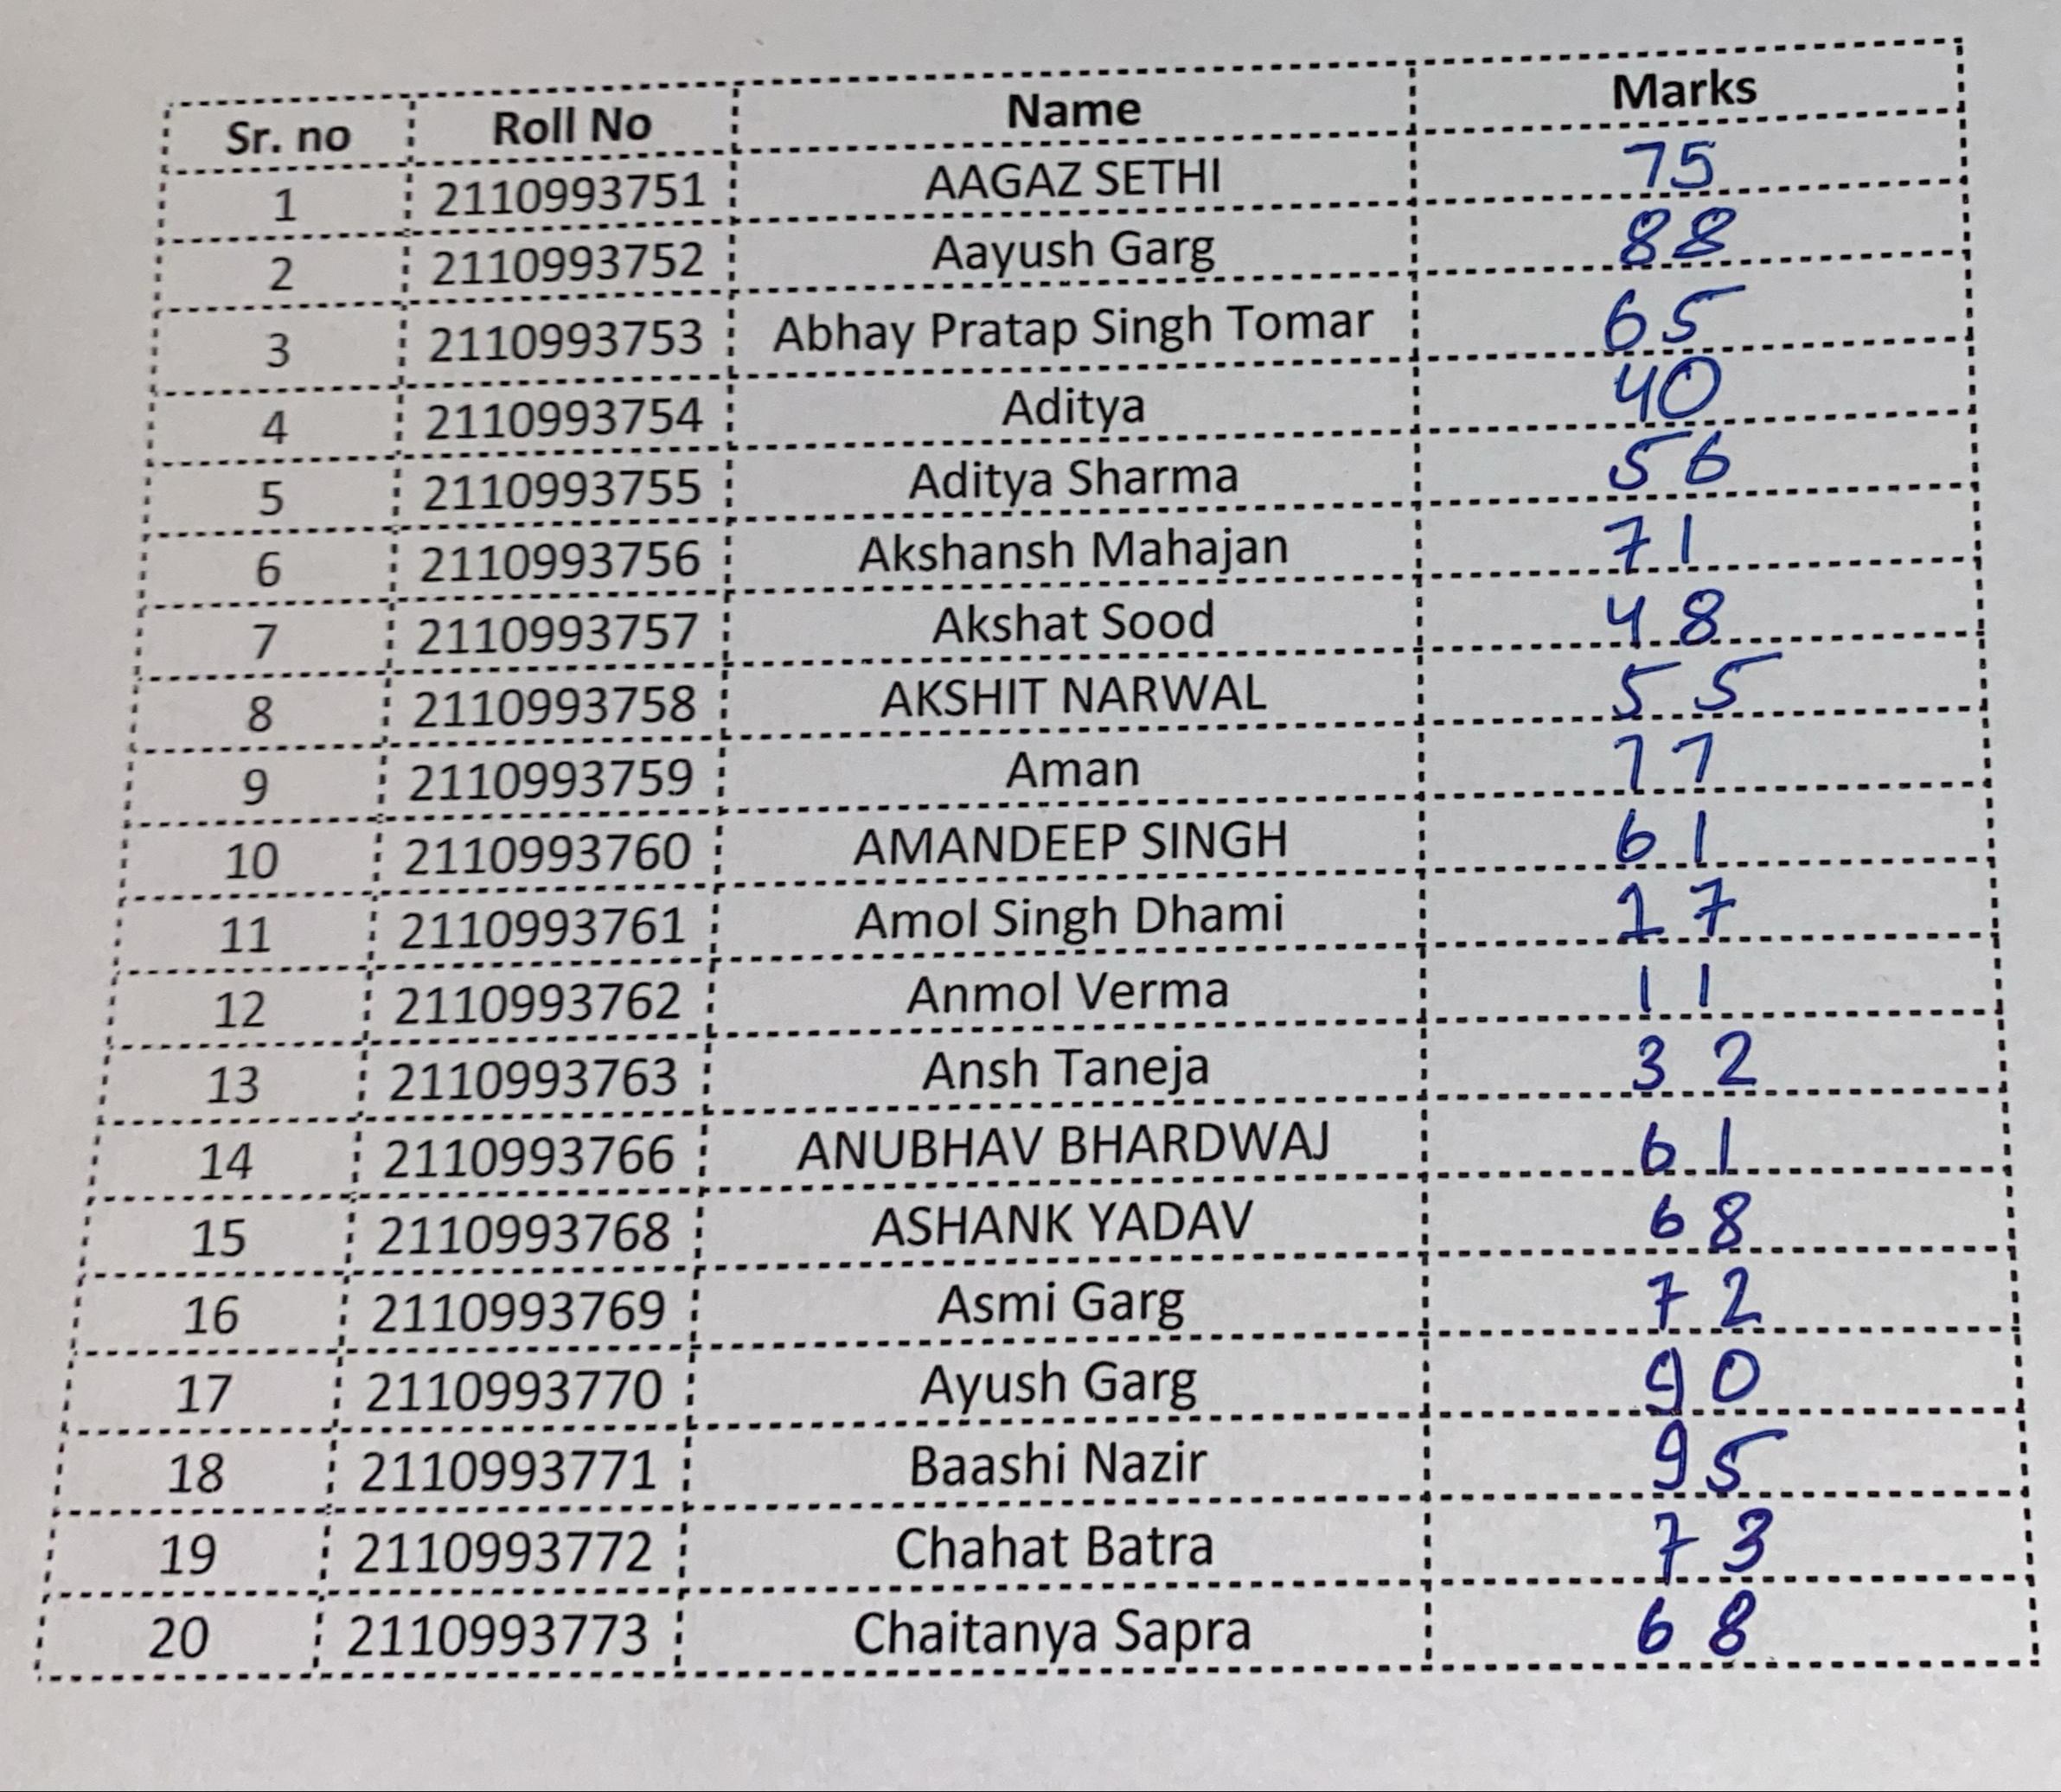 Sr. no Roll No Name Marks
1 2110993751 AAGAZ SETHI 75
2 2110993752 Aayush Garg 88
3 2110993753 Abhay Pratap Singh Tomar 65
4 2110993754 Aditya 40
5 2110993755 Aditya Sharma 56
6 2110993756 Akshansh Mahajan 71
7 2110993757 Akshat Sood 48
8 2110993758 AKSHIT NARWAL 55
9 2110993759 Aman 77
10 2110993760 AMANDEEP SINGH 61
11 2110993761 Amol Singh Dhami 17
12 2110993762 Anmol Verma 11
13 2110993763 Ansh Taneja 32
14 2110993766 ANUBHAV BHARDWAJ 61
15 2110993768 ASHANK YADAV 68
16 2110993769 Asmi Garg 72
17 2110993770 Ayush Garg 90
18 2110993771 Baashi Nazir 95
19 2110993772 Chahat Batra 73
20 2110993773 Chaitanya Sapra 68